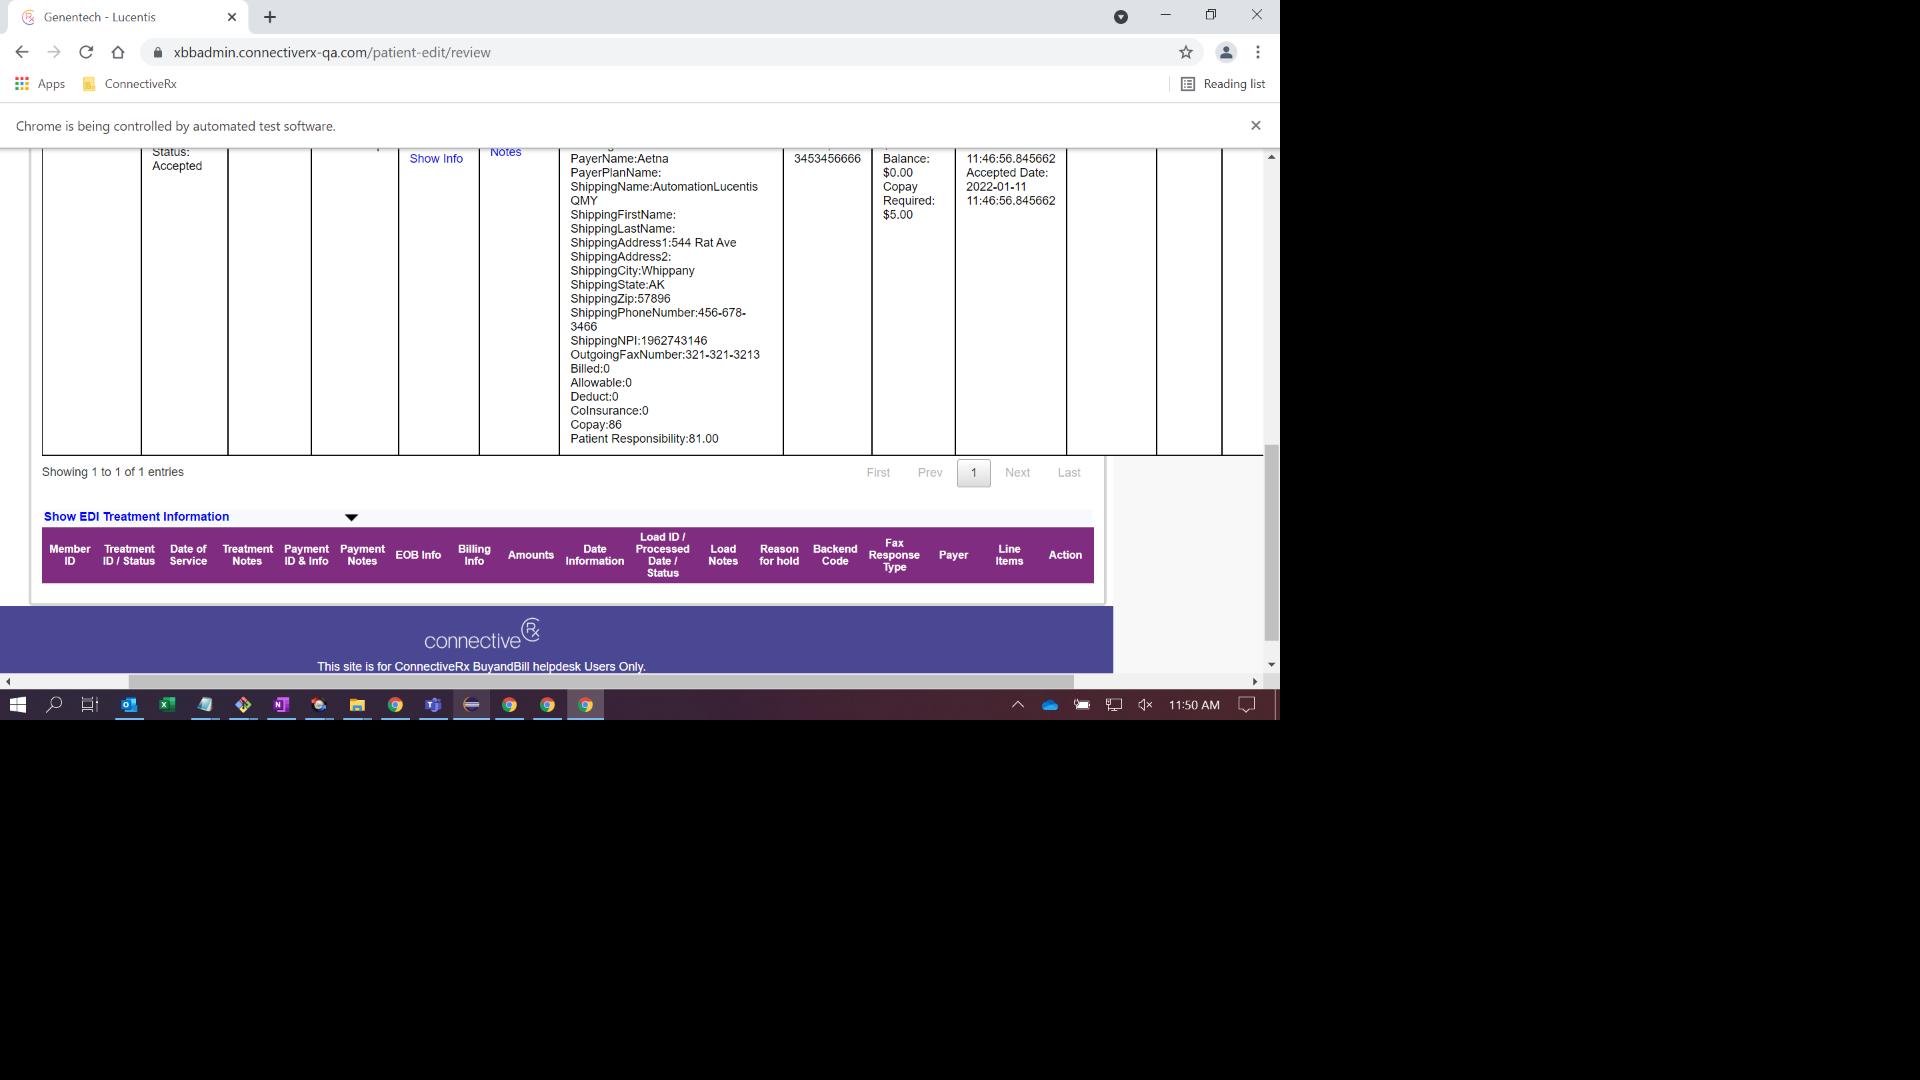 Genentech - Lucentis
xbbadmin.connectiverx-qa.com/patient-edit/review
Apps
ConnectiveRx
Reading list
Chrome is being controlled by automated test software.
Status:
Accepted
Show Info
Notes
PayerName:Aetna
PayerPlanName:
ShippingName:AutomationLucentis
QMY
ShippingFirstName:
ShippingLastName:
ShippingAddress1:544 Rat Ave
ShippingAddress2:
ShippingCity:Whippany
ShippingState:AK
ShippingZip:57896
ShippingPhoneNumber:456-678-
3466
ShippingNPI:1962743146
OutgoingFaxNumber:321-321-3213
Billed:0
Allowable:0
Deduct:0
CoInsurance:0
Copay:86
Patient Responsibility:81.00
3453456666
Balance:
$0.00
Copay
Required:
$5.00
11:46:56.845662
Accepted Date:
2022-01-11
11:46:56.845662
Showing 1 to 1 of 1 entries
First Prev 1 Next Last
Show EDI Treatment Information
Member
ID
Treatment
ID / Status
Date of
Service
Treatment
Notes
Payment
ID & Info
Payment
Notes
EOB Info
Billing
Info
Amounts
Date
Information
Load ID /
Processed
Date /
Status
Load
Notes
Reason
for hold
Backend
Code
Fax
Response
Type
Payer
Line
Items
Action
connective Rx
This site is for ConnectiveRx BuyandBill helpdesk Users Only.
11:50 AM